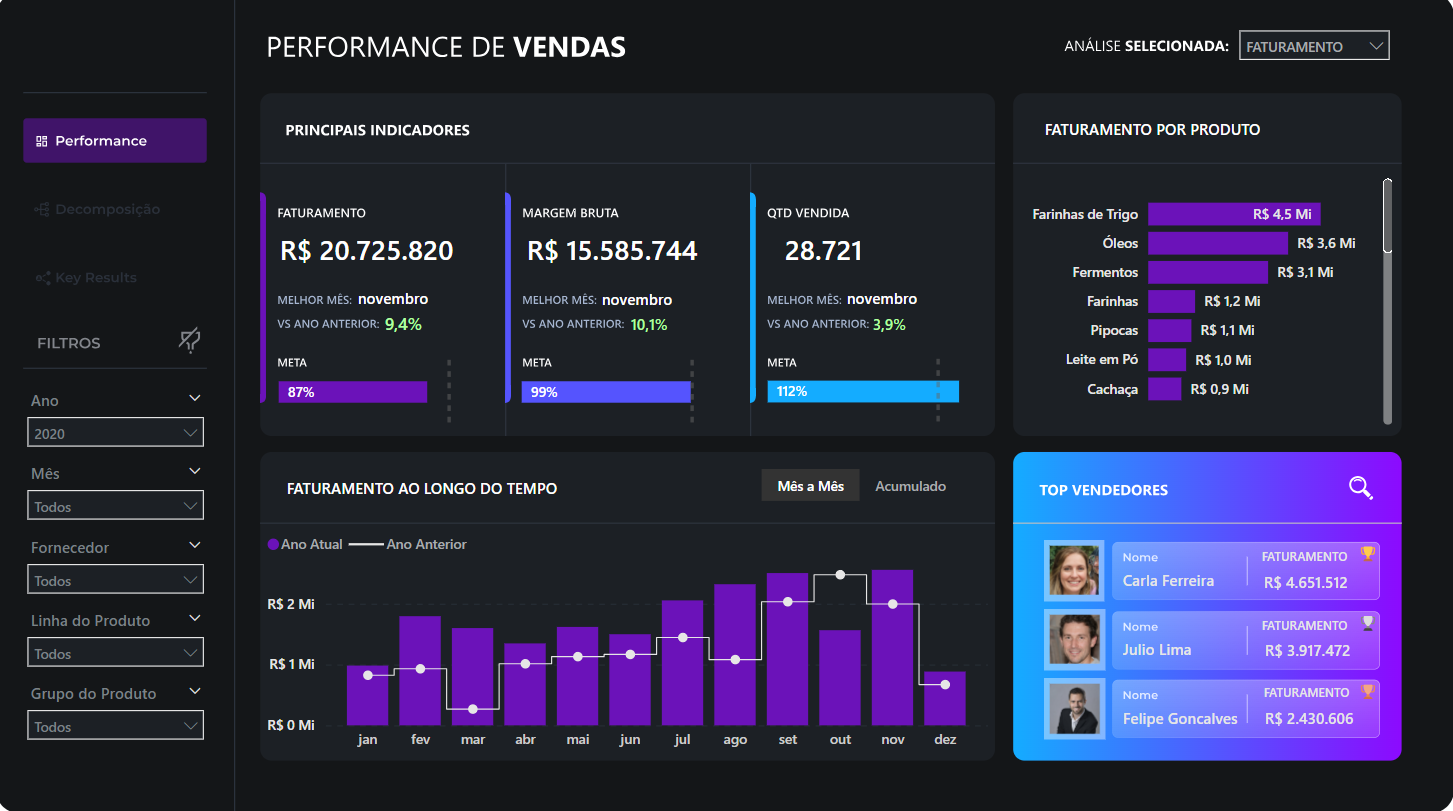 PERFORMANCE DE VENDAS
ANÁLISE SELECIONADA: FATURAMENTO
Performance
Decomposição
Key Results
FILTROS
Ano
2020
Mês
Todos
Fornecedor
Todos
Linha do Produto
Todos
Grupo do Produto
Todos
PRINCIPAIS INDICADORES
FATURAMENTO
R$ 20.725.820
MELHOR MÊS: novembro
VS ANO ANTERIOR: 9,4%
META
87%
MARGEM BRUTA
R$ 15.585.744
MELHOR MÊS: novembro
VS ANO ANTERIOR: 10,1%
META
99%
QTD VENDIDA
28.721
MELHOR MÊS: novembro
VS ANO ANTERIOR: 3,9%
META
112%
FATURAMENTO POR PRODUTO
Farinhas de Trigo R$ 4,5 Mi
Óleos R$ 3,6 Mi
Fermentos R$ 3,1 Mi
Farinhas R$ 1,2 Mi
Pipocas R$ 1,1 Mi
Leite em Pó R$ 1,0 Mi
Cachaça R$ 0,9 Mi
FATURAMENTO AO LONGO DO TEMPO
Mês a Mês Acumulado
Ano Atual Ano Anterior
R$ 2 Mi
R$ 1 Mi
R$ 0 Mi
jan fev mar abr mai jun jul ago set out nov dez
TOP VENDEDORES
Nome FATURAMENTO
Carla Ferreira R$ 4.651.512
Nome FATURAMENTO
Julio Lima R$ 3.917.472
Nome FATURAMENTO
Felipe Goncalves R$ 2.430.606